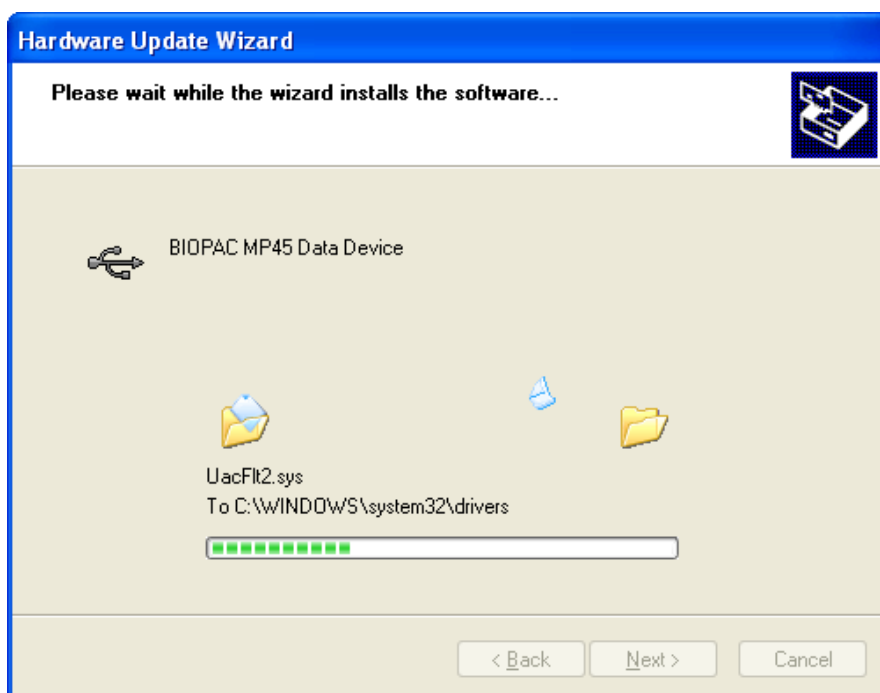 Hardware Update Wizard
Please wait while the wizard installs the software...
BIOPAC MP45 Data Device
UacFlt2.sys
To C:\WINDOWS\system32\drivers
< Back Next > Cancel